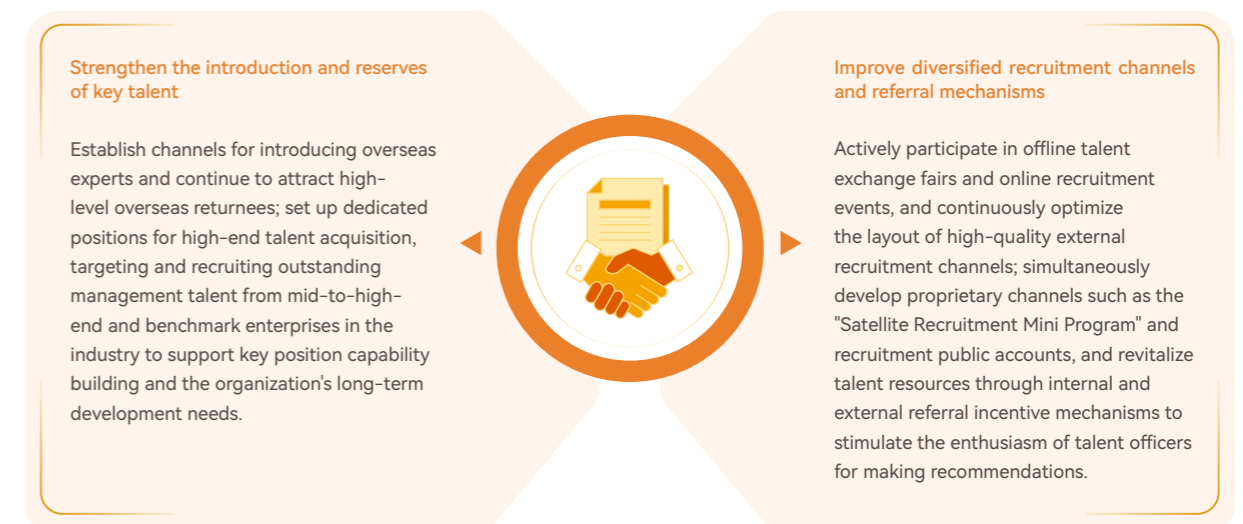 Strengthen the introduction and reserves
of key talent
Establish channels for introducing overseas
experts and continue to attract high-
level overseas returnees; set up dedicated
positions for high-end talent acquisition,
targeting and recruiting outstanding
management talent from mid-to-high-
end and benchmark enterprises in the
industry to support key position capability
building and the organization's long-term
development needs.
Improve diversified recruitment channels
and referral mechanisms
Actively participate in offline talent
exchange fairs and online recruitment
events, and continuously optimize
the layout of high-quality external
recruitment channels; simultaneously
develop proprietary channels such as the
"Satellite Recruitment Mini Program" and
recruitment public accounts, and revitalize
talent resources through internal and
external referral incentive mechanisms to
stimulate the enthusiasm of talent officers
for making recommendations.